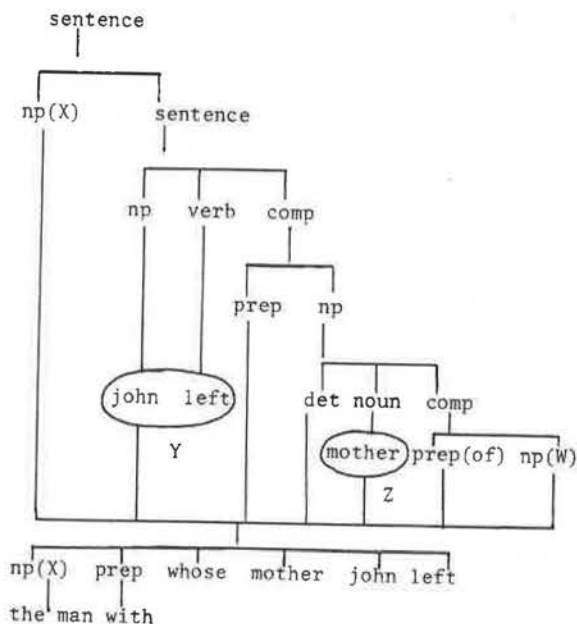 sentence
np(X) sentence
np verb comp
prep np
john left det noun comp
Y mother prep(of) np(W)
Z
np(X) prep whose mother john left
the man with